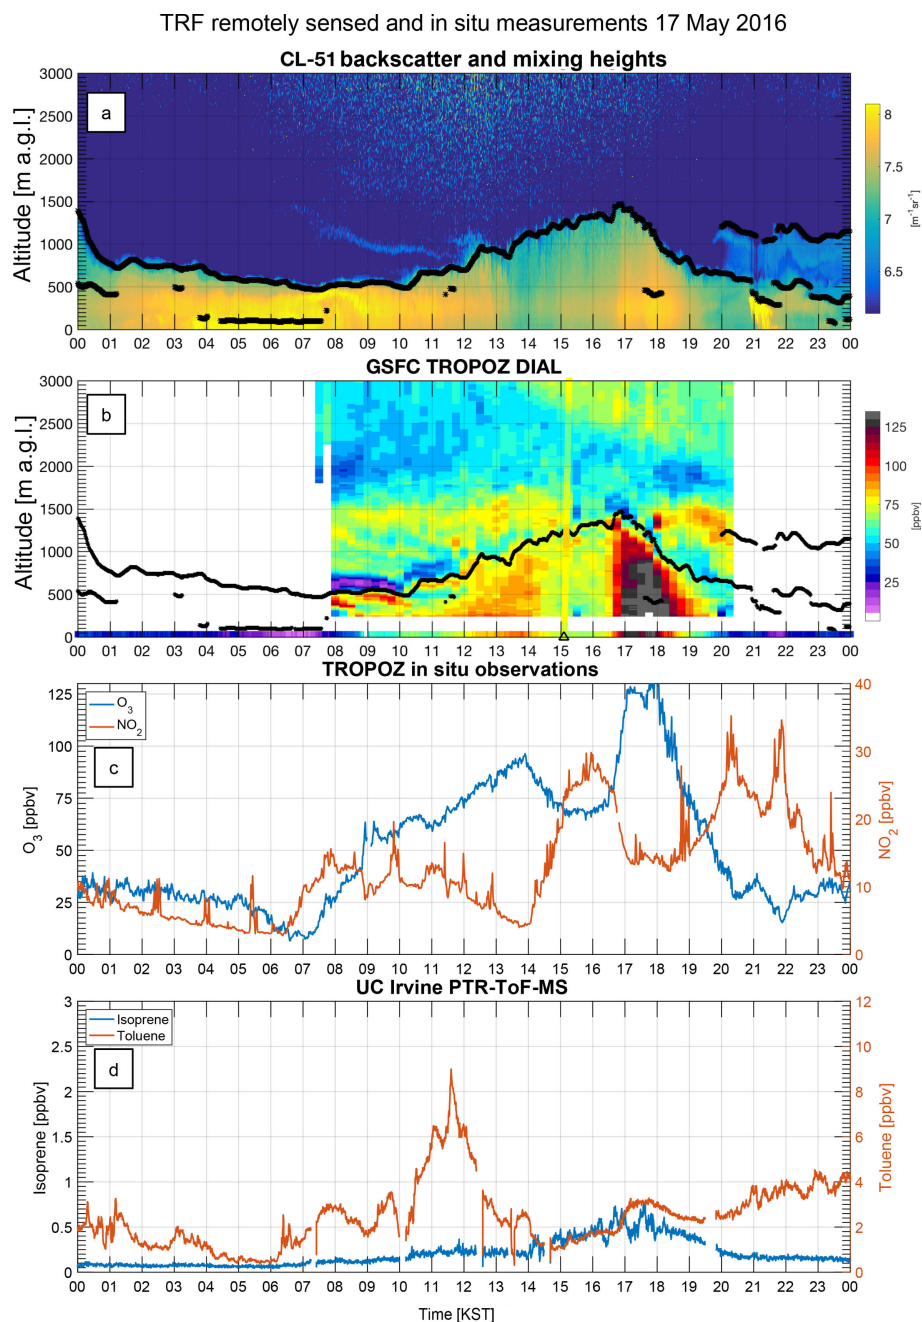 TRF remotely sensed and in situ measurements 17 May 2016
CL-51 backscatter and mixing heights
a
Altitude [m a.g.l.]
3000
2500
2000
1500
1000
500
0
00 01 02 03 04 05 06 07 08 09 10 11 12 13 14 15 16 17 18 19 20 21 22 23 00
8
7.5
7
6.5
[m⁻¹ sr⁻¹]
GSFC TROPOZ DIAL
b
Altitude [m a.g.l.]
3000
2500
2000
1500
1000
500
0
00 01 02 03 04 05 06 07 08 09 10 11 12 13 14 15 16 17 18 19 20 21 22 23 00
125
100
75
50
25
0
[ppbv]
TROPOZ in situ observations
O₃
NO₂
c
O₃ [ppbv]
125
100
75
50
25
0
40
30
20
10
0
NO₂ [ppbv]
00 01 02 03 04 05 06 07 08 09 10 11 12 13 14 15 16 17 18 19 20 21 22 23 00
UC Irvine PTR-ToF-MS
Isoprene
Toluene
d
Isoprene [ppbv]
3
2.5
2
1.5
1
0.5
0
12
10
8
6
4
2
0
Toluene [ppbv]
00 01 02 03 04 05 06 07 08 09 10 11 12 13 14 15 16 17 18 19 20 21 22 23 00
Time [KST]